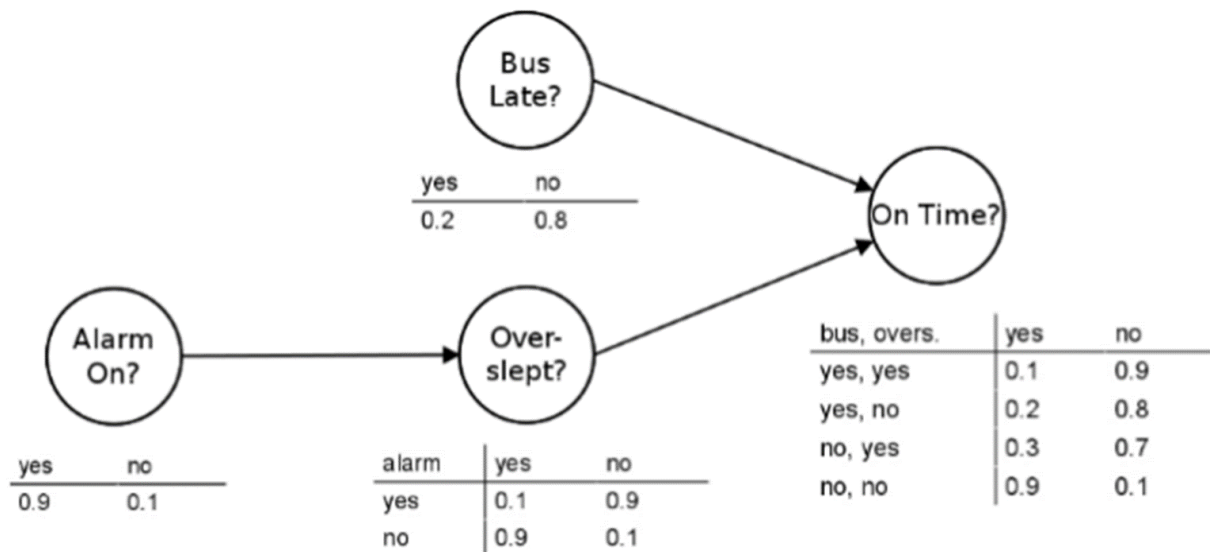 Bus
Late?
yes no
0.2 0.8
On Time?
Alarm
On?
yes no
0.9 0.1
Over-
slept?
alarm yes no
yes 0.1 0.9
no 0.9 0.1
bus, overs. yes no
yes, yes 0.1 0.9
yes, no 0.2 0.8
no, yes 0.3 0.7
no, no 0.9 0.1